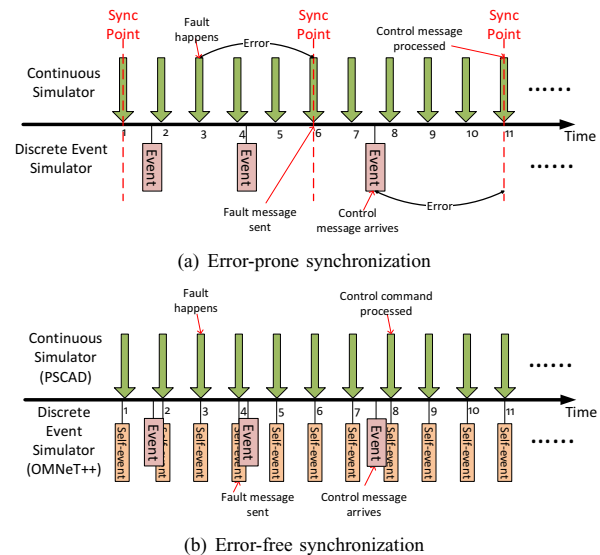 Sync Point
Fault happens
Error
Sync Point
Control message processed
Sync Point
Continuous Simulator
......
1 2 3 4 5 6 7 8 9 10 11
Time
Discrete Event Simulator
Event
Event
Event
......
Error
Fault message sent
Control message arrives
(a) Error-prone synchronization
Fault happens
Control command processed
Continuous Simulator (PSCAD)
......
1 2 3 4 5 6 7 8 9 10 11
Time
Discrete Event Simulator (OMNeT++)
Self-event
Event
Self-event
Self-event
Self-event
Event
Self-event
Self-event
Self-event
Event
Self-event
Self-event
Self-event
Self-event
......
Fault message sent
Control message arrives
(b) Error-free synchronization